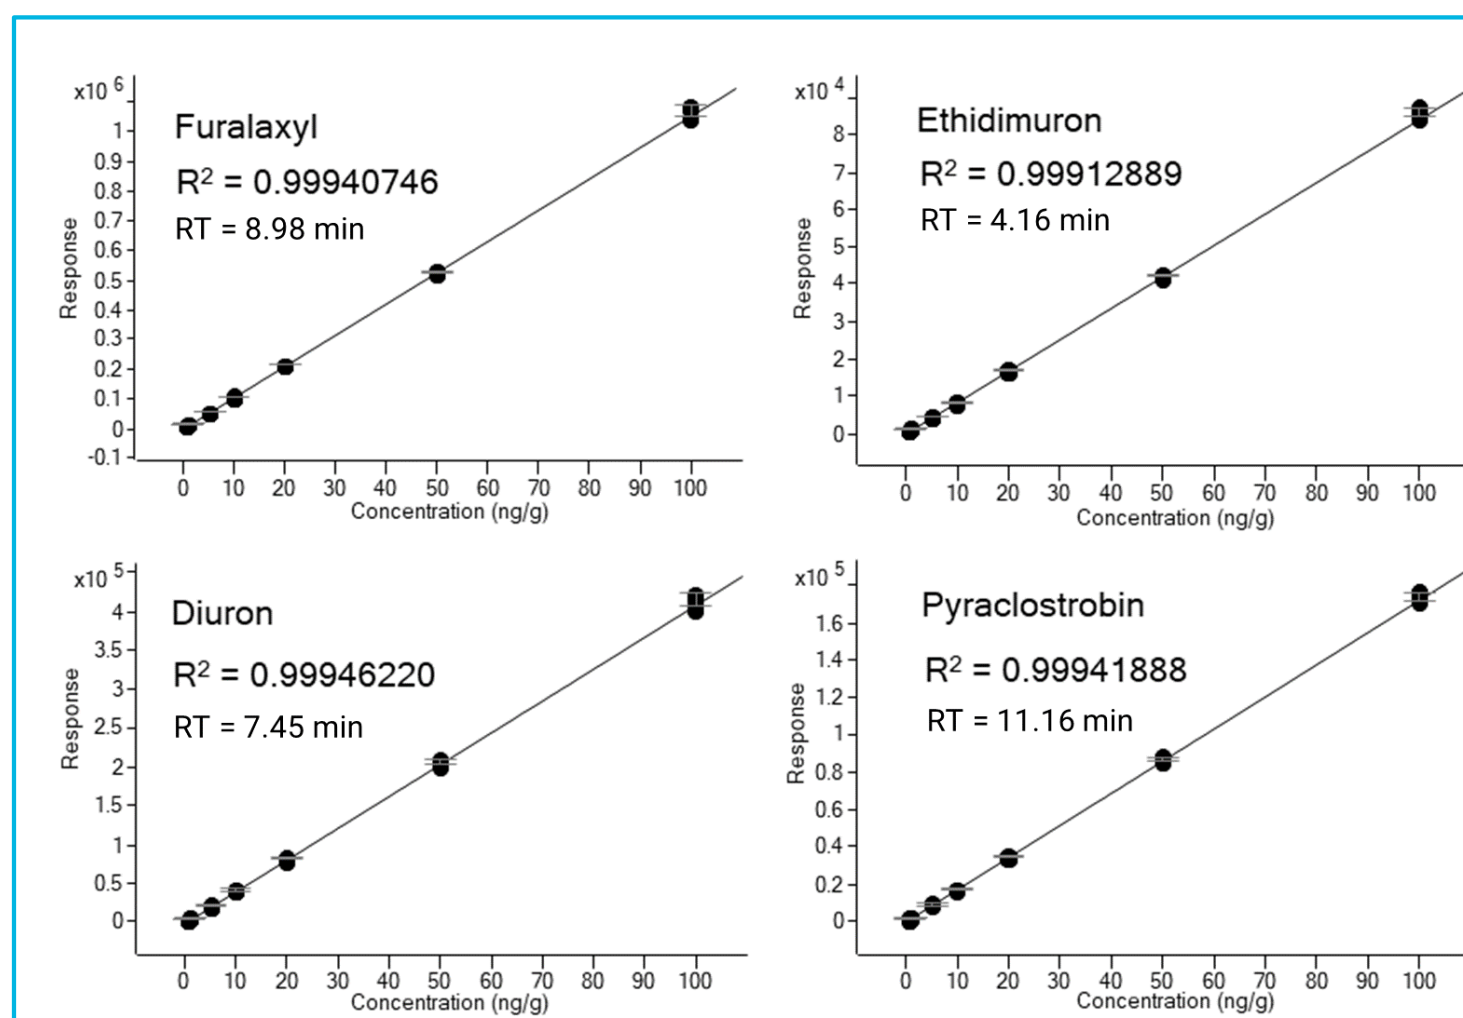 x10 6
Furalaxyl
R² = 0.99940746
RT = 8.98 min
Response
1
0.9
0.8
0.7
0.6
0.5
0.4
0.3
0.2
0.1
0
-0.1
0 10 20 30 40 50 60 70 80 90 100
Concentration (ng/g)
x10 4
Ethidimuron
R² = 0.99912889
RT = 4.16 min
Response
8
7
6
5
4
3
2
1
0
0 10 20 30 40 50 60 70 80 90 100
Concentration (ng/g)
x10 5
Diuron
R² = 0.99946220
RT = 7.45 min
Response
4
3.5
3
2.5
2
1.5
1
0.5
0
0 10 20 30 40 50 60 70 80 90 100
Concentration (ng/g)
x10 5
Pyraclostrobin
R² = 0.99941888
RT = 11.16 min
Response
1.6
1.4
1.2
1
0.8
0.6
0.4
0.2
0
0 10 20 30 40 50 60 70 80 90 100
Concentration (ng/g)